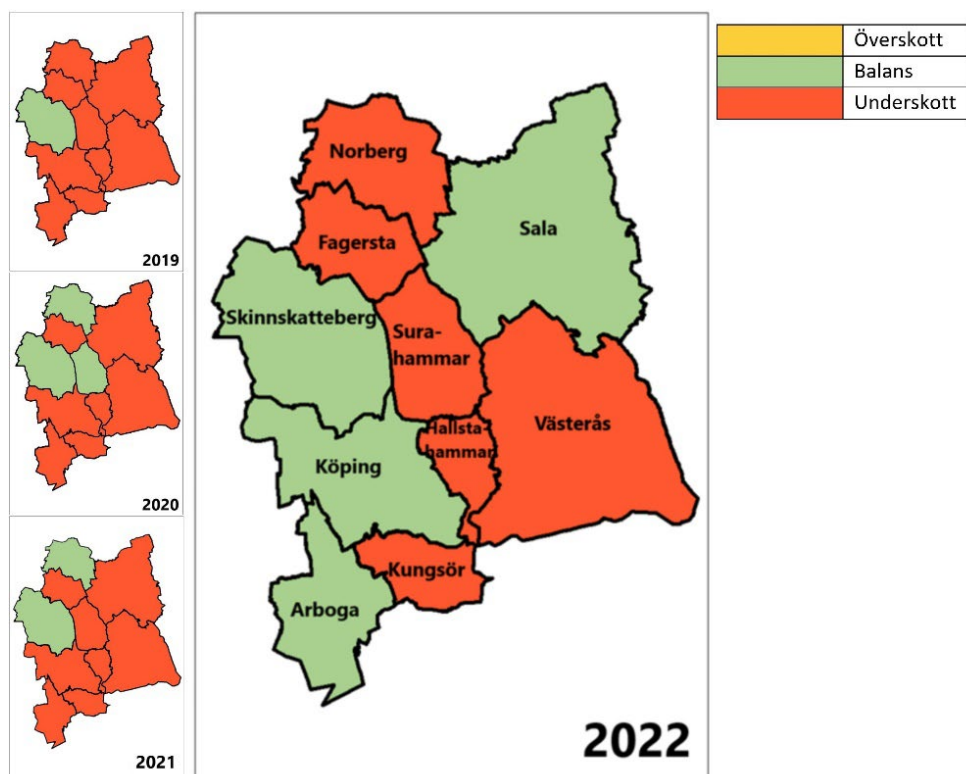 2019
2020
2021
Norberg
Fagersta
Sala
Skinnskatteberg
Sura-
hammar
Hallsta-
hammar
Västerås
Köping
Kungsör
Arboga
2022
Överskott
Balans
Underskott